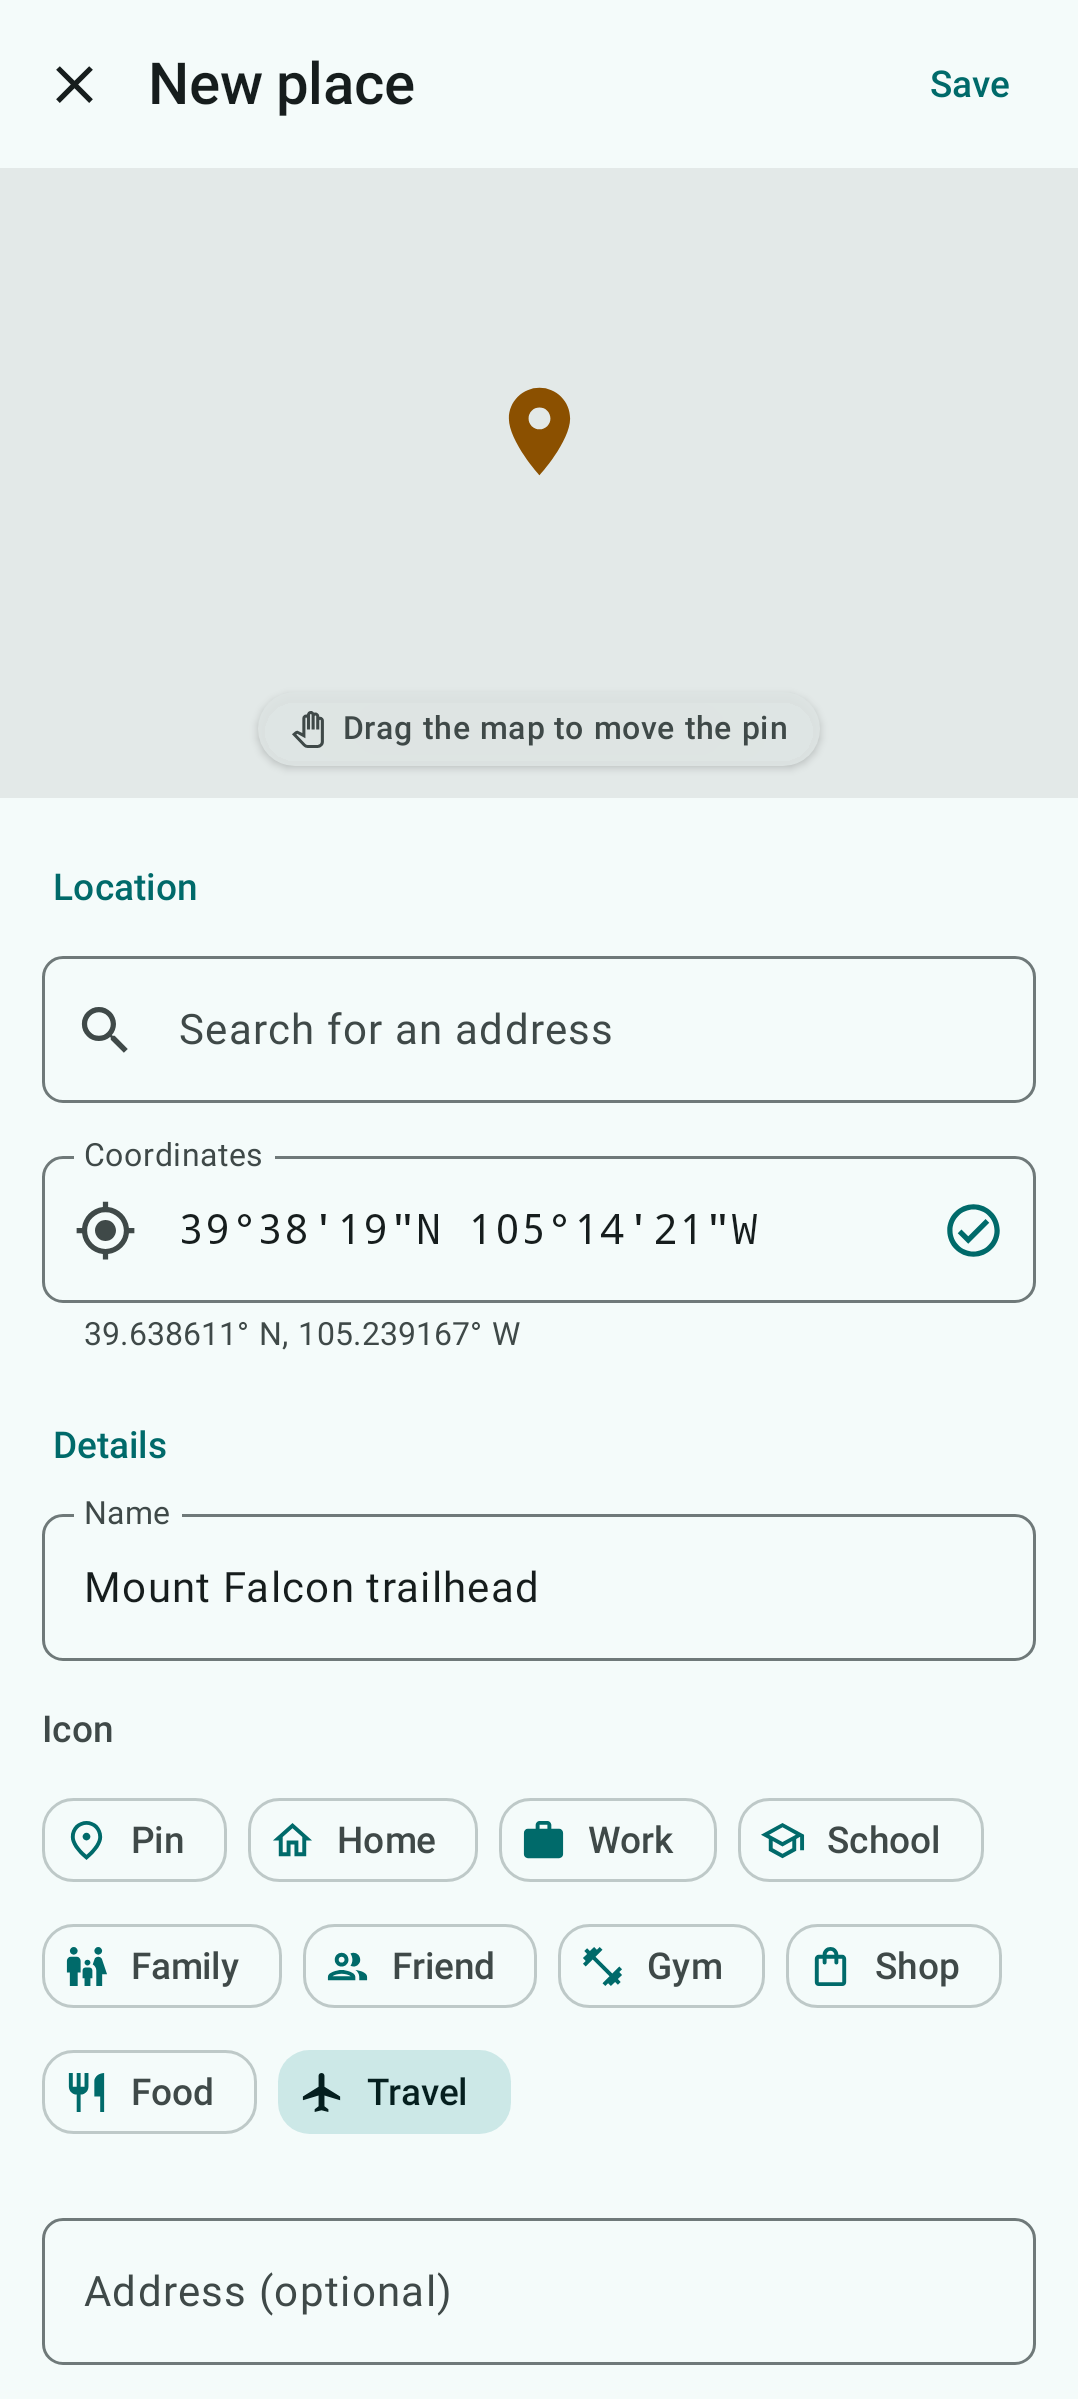 New place
Save
Drag the map to move the pin
Location
Search for an address
Coordinates
39°38'19"N 105°14'21"W
39.638611° N, 105.239167° W
Details
Name
Mount Falcon trailhead
Icon
Pin Home Work School
Family Friend Gym Shop
Food Travel
Address (optional)